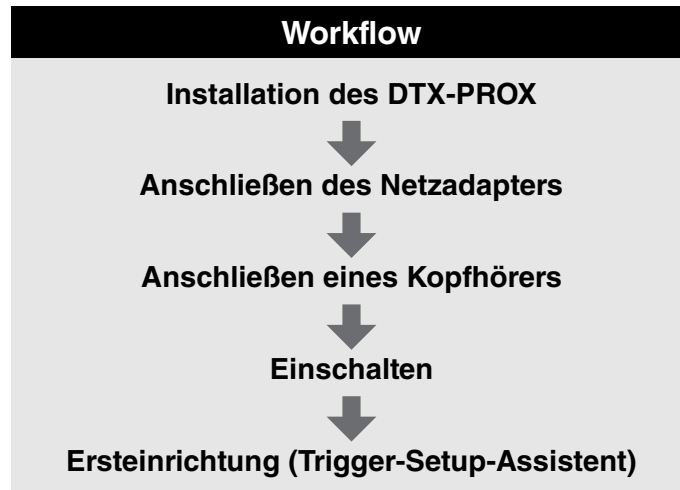 Workflow
Installation des DTX-PROX
Anschließen des Netzadapters
Anschließen eines Kopfhörers
Einschalten
Ersteinrichtung (Trigger-Setup-Assistent)